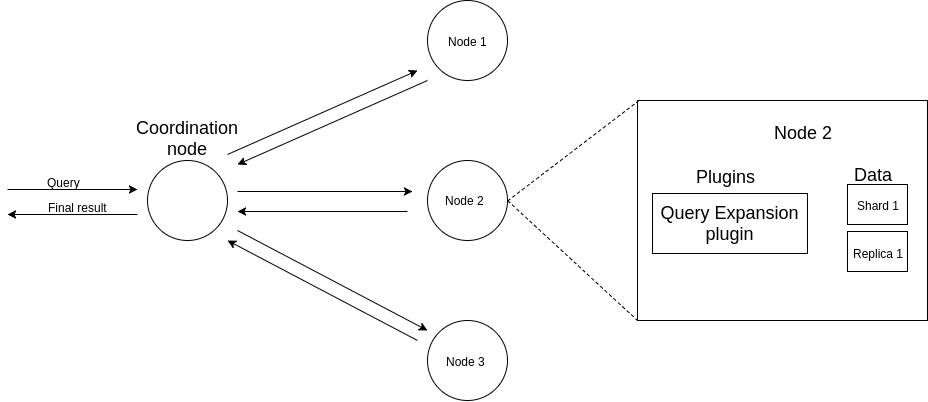 Node 1
Coordination
node
Query
Final result
Node 2
Node 3
Node 2
Plugins
Query Expansion
plugin
Data
Shard 1
Replica 1